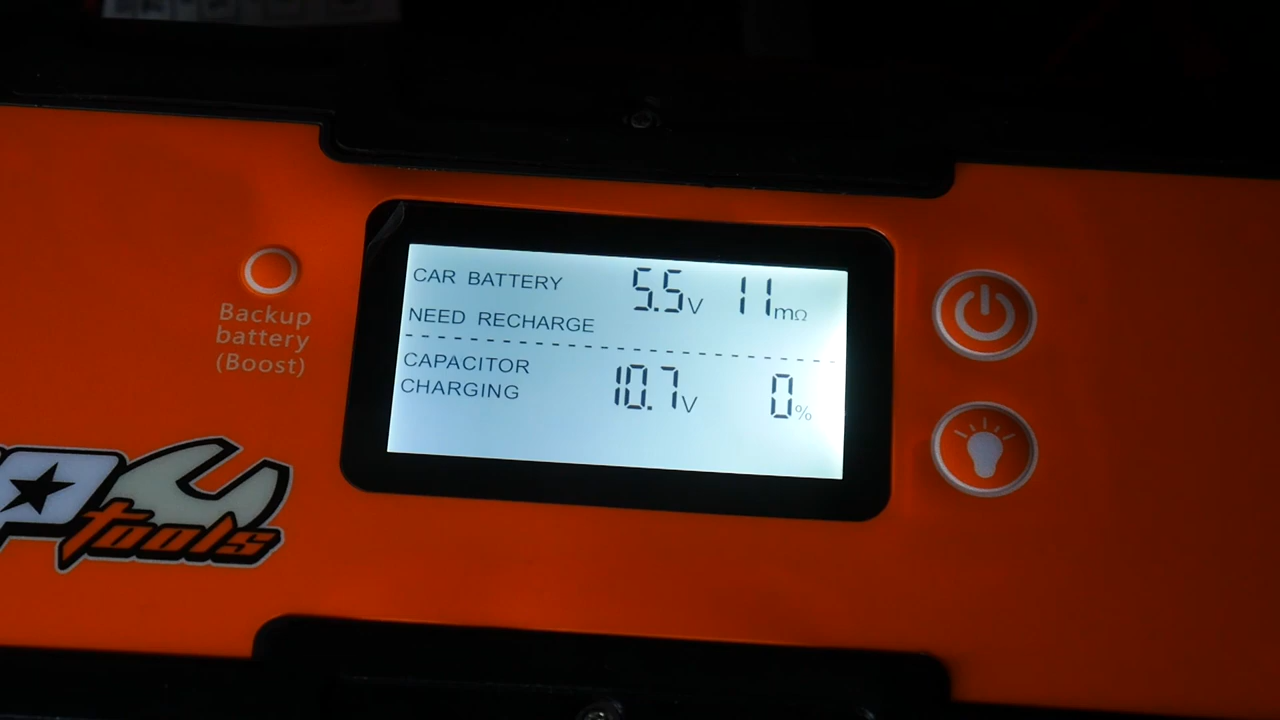 CAR BATTERY 5.5V 11mΩ
NEED RECHARGE
CAPACITOR
CHARGING 10.7V 0%
Backup
battery
(Boost)
tools